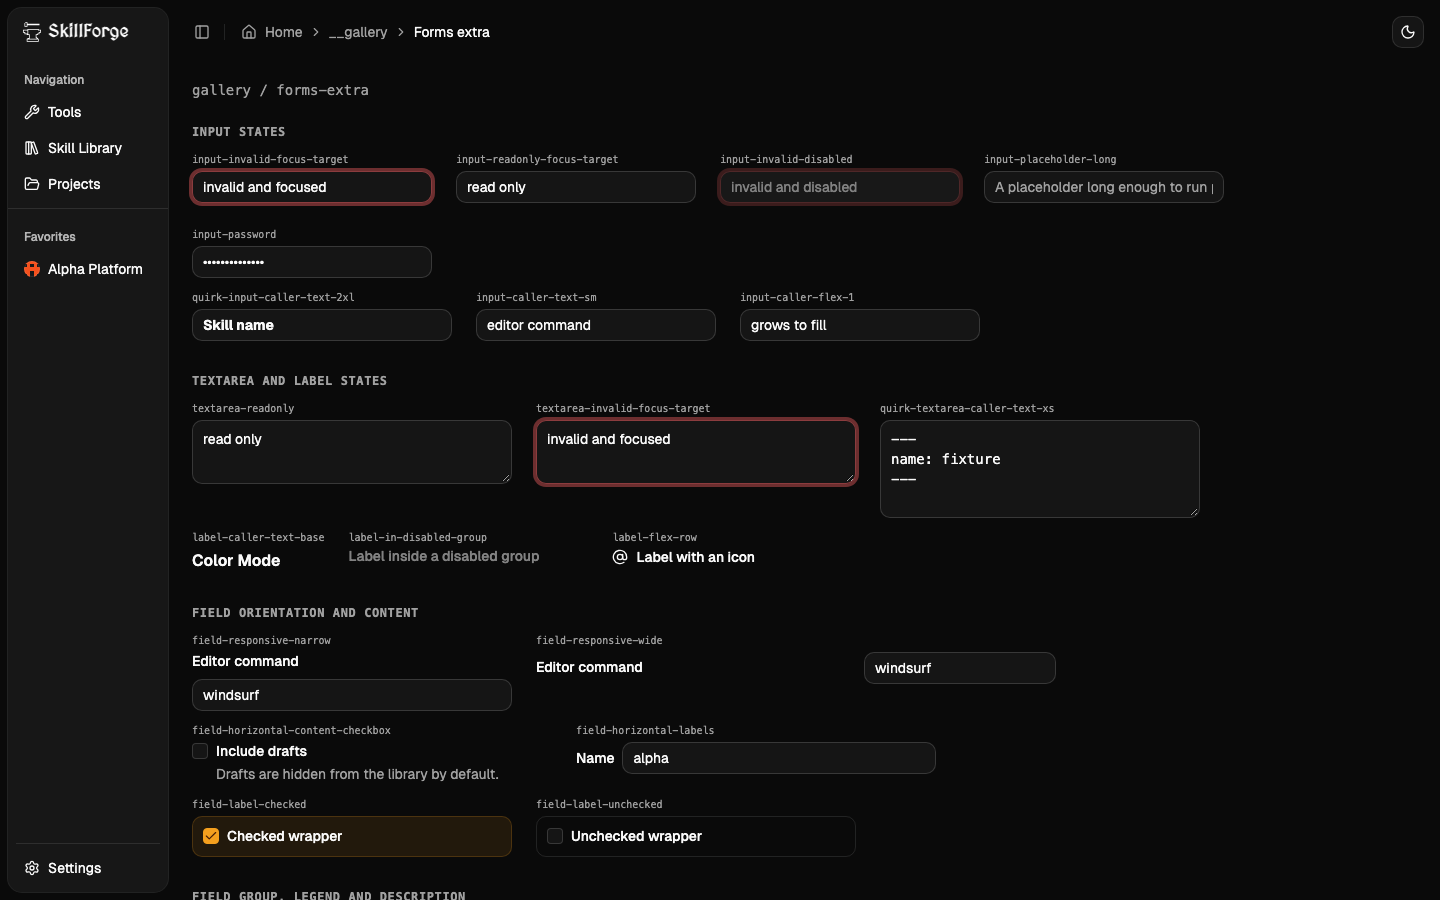 SkillForge
Home > __gallery > Forms extra
Navigation
Tools
Skill Library
Projects
Favorites
Alpha Platform
Settings
gallery / forms-extra
INPUT STATES
input-invalid-focus-target
invalid and focused
input-readonly-focus-target
read only
input-invalid-disabled
invalid and disabled
input-placeholder-long
A placeholder long enough to run
input-password
••••••••••••••
quirk-input-caller-text-2xl
Skill name
input-caller-text-sm
editor command
input-caller-flex-1
grows to fill
TEXTAREA AND LABEL STATES
textarea-readonly
read only
textarea-invalid-focus-target
invalid and focused
quirk-textarea-caller-text-xs
---
name: fixture
---
label-caller-text-base
Color Mode
label-in-disabled-group
Label inside a disabled group
label-flex-row
@ Label with an icon
FIELD ORIENTATION AND CONTENT
field-responsive-narrow
Editor command
windsurf
field-responsive-wide
Editor command
windsurf
field-horizontal-content-checkbox
Include drafts
Drafts are hidden from the library by default.
field-horizontal-labels
Name
alpha
field-label-checked
Checked wrapper
field-label-unchecked
Unchecked wrapper
FIELD GROUP, LEGEND AND DESCRIPTION